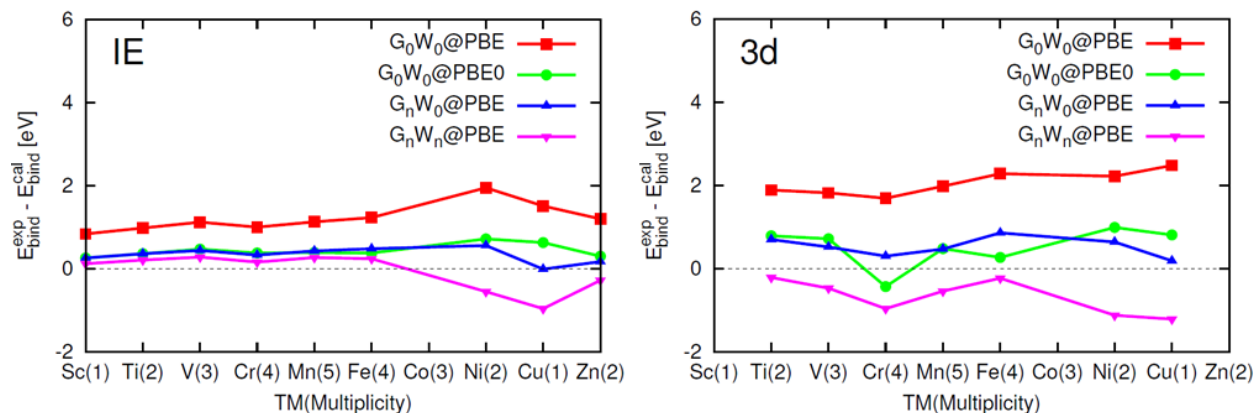 IE
G₀W₀@PBE
G₀W₀@PBE0
GₙW₀@PBE
GₙWₙ@PBE
E_bind^exp - E_bind^cal [eV]
6
4
2
0
-2
Sc(1) Ti(2) V(3) Cr(4) Mn(5) Fe(4) Co(3) Ni(2) Cu(1) Zn(2)
TM(Multiplicity)
3d
G₀W₀@PBE
G₀W₀@PBE0
GₙW₀@PBE
GₙWₙ@PBE
E_bind^exp - E_bind^cal [eV]
6
4
2
0
-2
Sc(1) Ti(2) V(3) Cr(4) Mn(5) Fe(4) Co(3) Ni(2) Cu(1) Zn(2)
TM(Multiplicity)